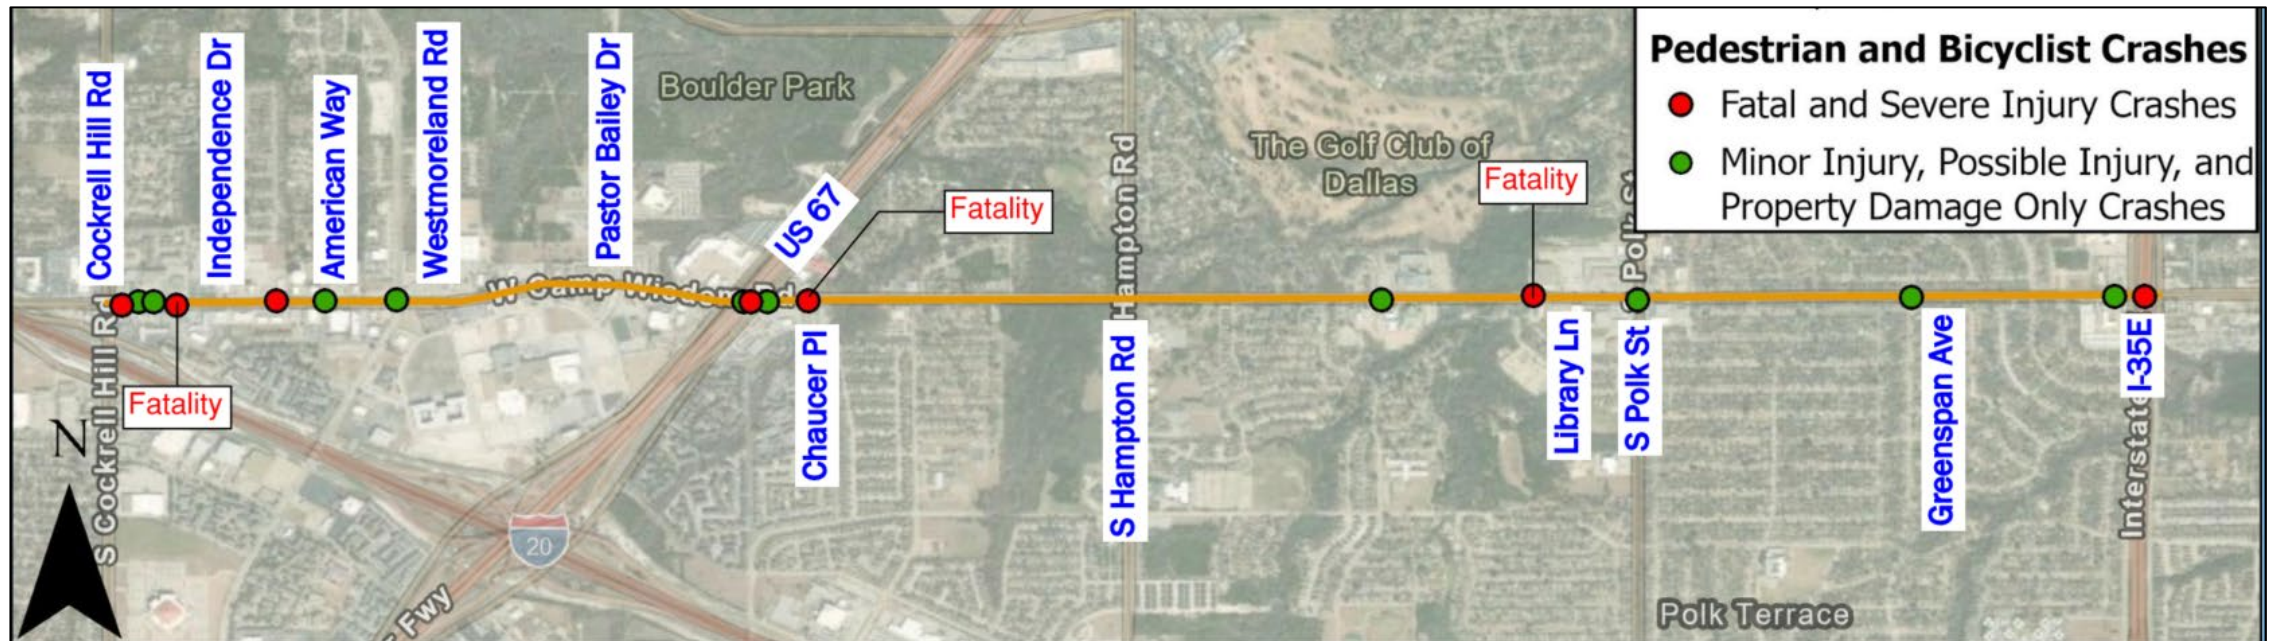 Pedestrian and Bicyclist Crashes
Fatal and Severe Injury Crashes
Minor Injury, Possible Injury, and
Property Damage Only Crashes
Cockrell Hill Rd
Independence Dr
American Way
Westmoreland Rd
Pastor Bailey Dr
Boulder Park
US 67
Fatality
Hampton Rd
The Golf Club of
Dallas
Fatality
S Polk St
W Camp Wisdom Rd
Fatality
N
S Cockrell Hill Rd
Chaucer Pl
S Hampton Rd
Library Ln
S Polk St
Greenspan Ave
I-35E
Interstate
20
r Fwy
Polk Terrace